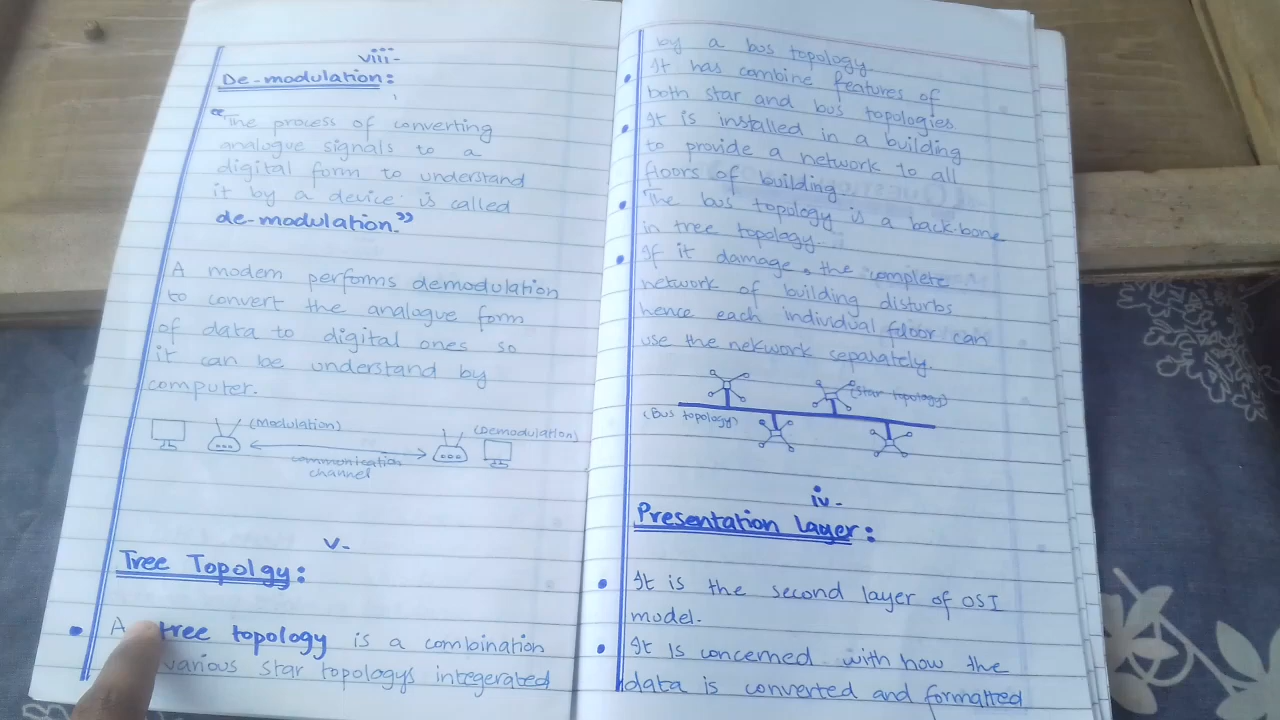 viii-
De-modulation:
"The process of converting
analogue signals to a
digital form to understand
it by a device is called
de-modulation."
A modem performs demodulation
to convert the analogue form
of data to digital ones so
it can be understand by
computer.
(Modulation)
(Demodulation)
communication
channel
v-
Tree Topolgy:
• A tree topology is a combination
various star topologys integerated
by a bus topology.
• It has combine features of
both star and bus topologies
• It is installed in a building
to provide a network to all
floors of building.
• The bus topology is a back-bone
in tree topology.
• If it damage, the complete
network of building disturbs
hence each individual floor can
use the nekwork separately
(Star topology)
(Bus topology)
iv-
Presentation layer:
• It is the second layer of OSI
model.
• It is concerned with how the
data is converted and formatted